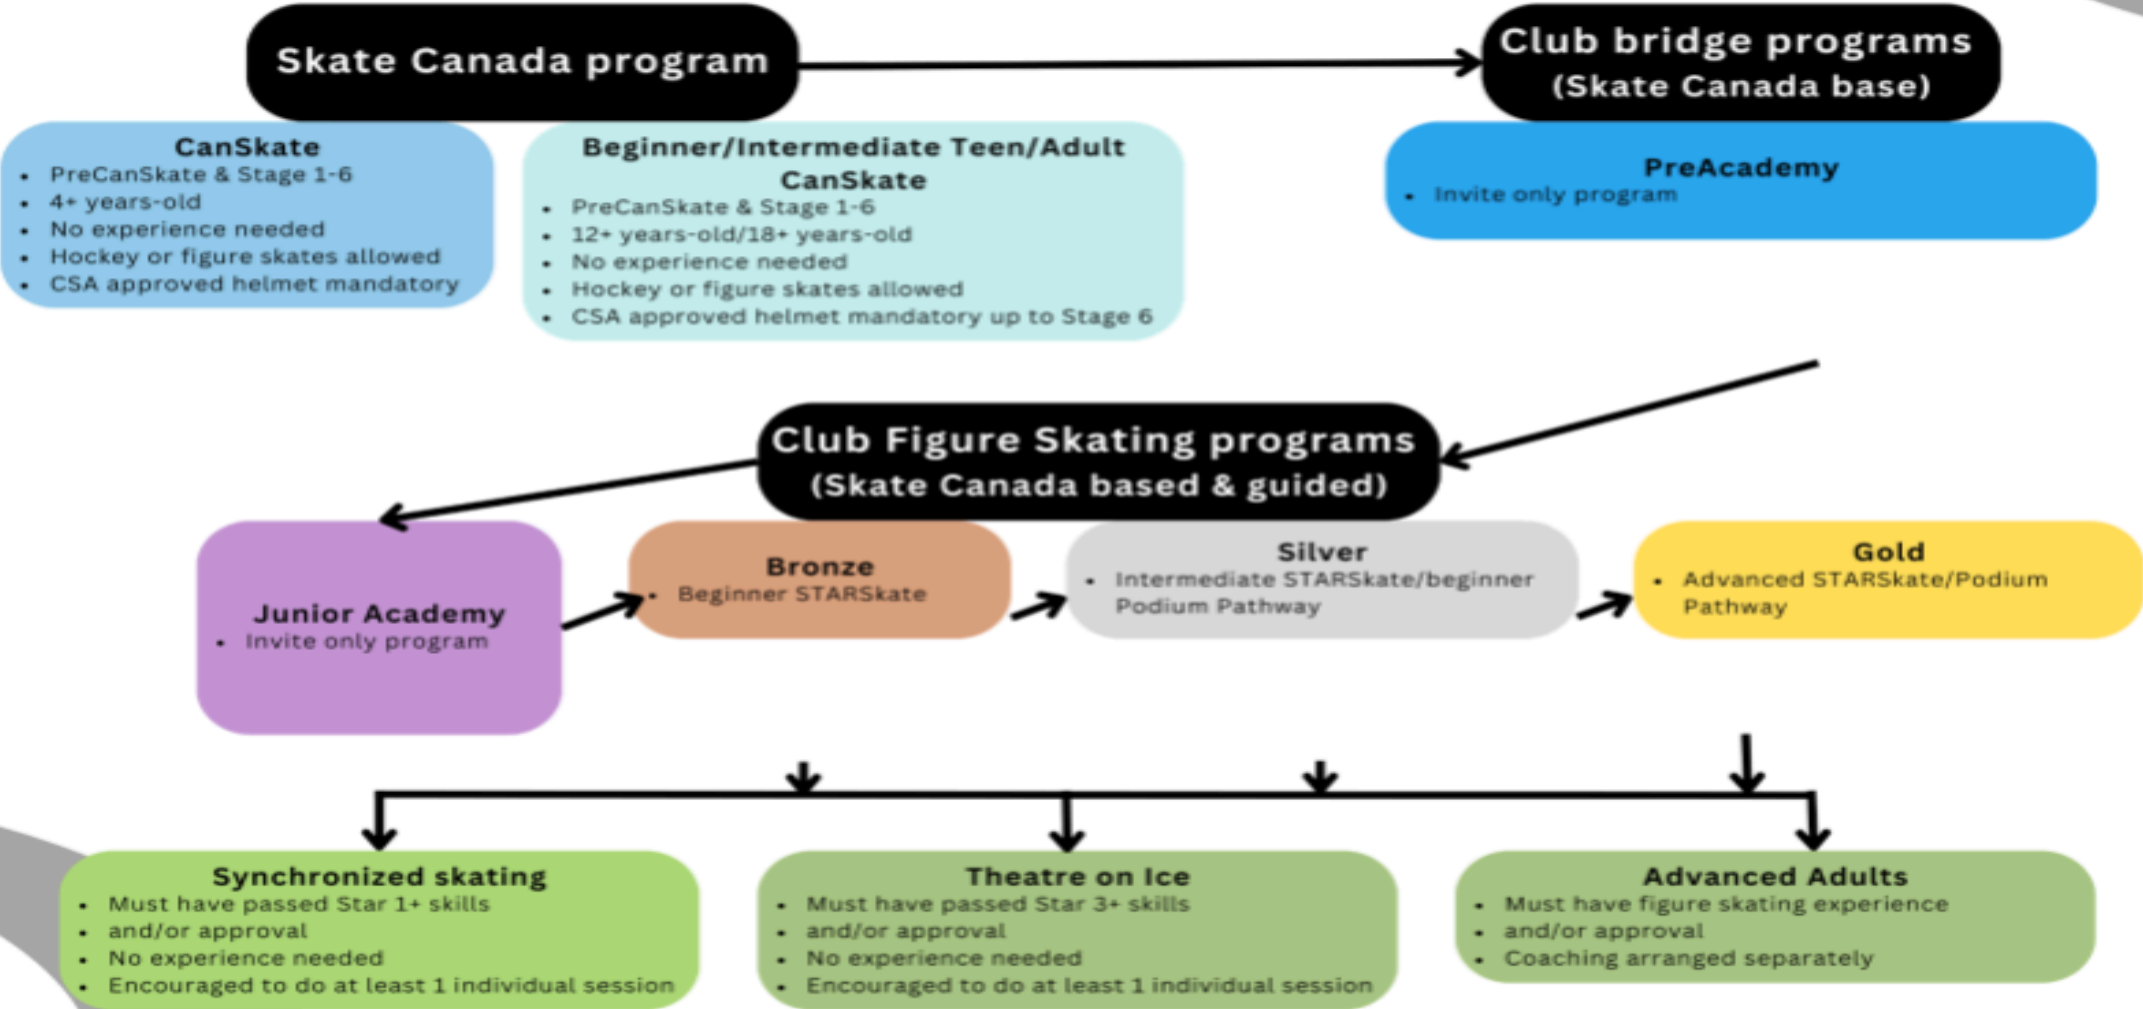 Skate Canada program
Club bridge programs
(Skate Canada base)
CanSkate
• PreCanSkate & Stage 1-6
• 4+ years-old
• No experience needed
• Hockey or figure skates allowed
• CSA approved helmet mandatory
Beginner/Intermediate Teen/Adult
CanSkate
• PreCanSkate & Stage 1-6
• 12+ years-old/18+ years-old
• No experience needed
• Hockey or figure skates allowed
• CSA approved helmet mandatory up to Stage 6
PreAcademy
• Invite only program
Club Figure Skating programs
(Skate Canada based & guided)
Junior Academy
• Invite only program
Bronze
• Beginner STARSkate
Silver
• Intermediate STARSkate/beginner
Podium Pathway
Gold
• Advanced STARSkate/Podium
Pathway
Synchronized skating
• Must have passed Star 1+ skills
• and/or approval
• No experience needed
• Encouraged to do at least 1 individual session
Theatre on Ice
• Must have passed Star 3+ skills
• and/or approval
• No experience needed
• Encouraged to do at least 1 individual session
Advanced Adults
• Must have figure skating experience
• and/or approval
• Coaching arranged separately